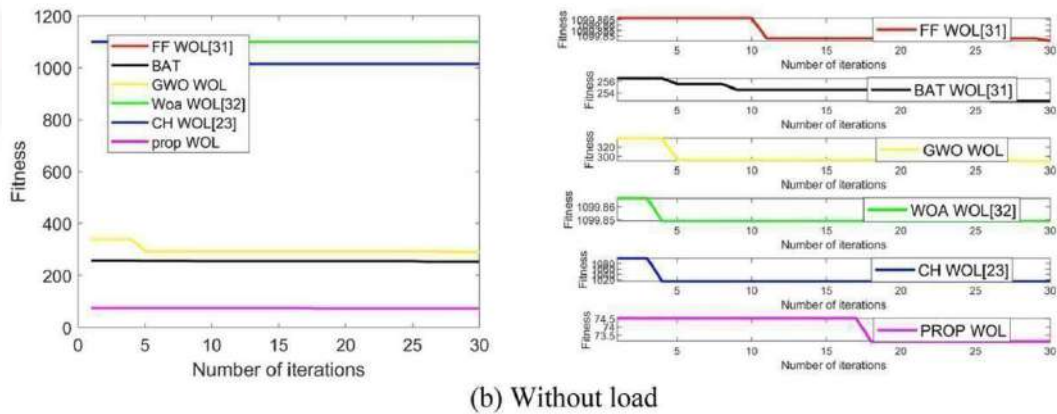 1200
1000
800
600
400
200
0
Fitness
FF WOL[31]
BAT
GWO WOL
Woa WOL[32]
CH WOL[23]
prop WOL
0 5 10 15 20 25 30
Number of iterations
Fitness
1099.865
1099.85
FF WOL[31]
5 10 15 20 25 30
Number of iterations
Fitness
256
254
BAT WOL[31]
5 10 15 20 25 30
Number of iterations
Fitness
320
300
GWO WOL
5 10 15 20 25 30
Number of iterations
Fitness
1099.86
1099.85
WOA WOL[32]
5 10 15 20 25 30
Number of iterations
Fitness
1080
1020
CH WOL[23]
5 10 15 20 25 30
Number of iterations
Fitness
74.5
74
73.5
PROP WOL
5 10 15 20 25 30
Number of iterations
(b) Without load